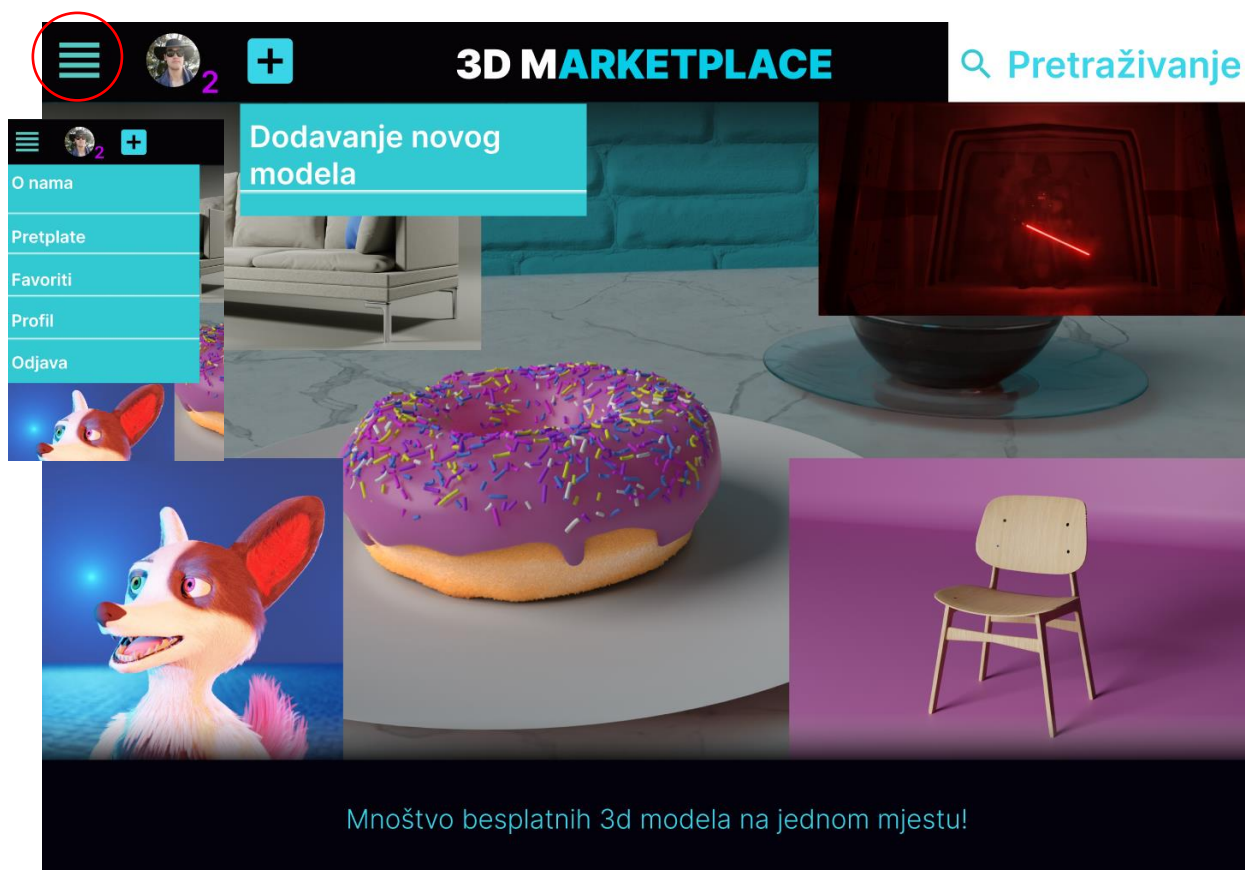 2
3D MARKETPLACE
Pretraživanje
Dodavanje novog
modela
2
O nama
Pretplate
Favoriti
Profil
Odjava
Mnoštvo besplatnih 3d modela na jednom mjestu!